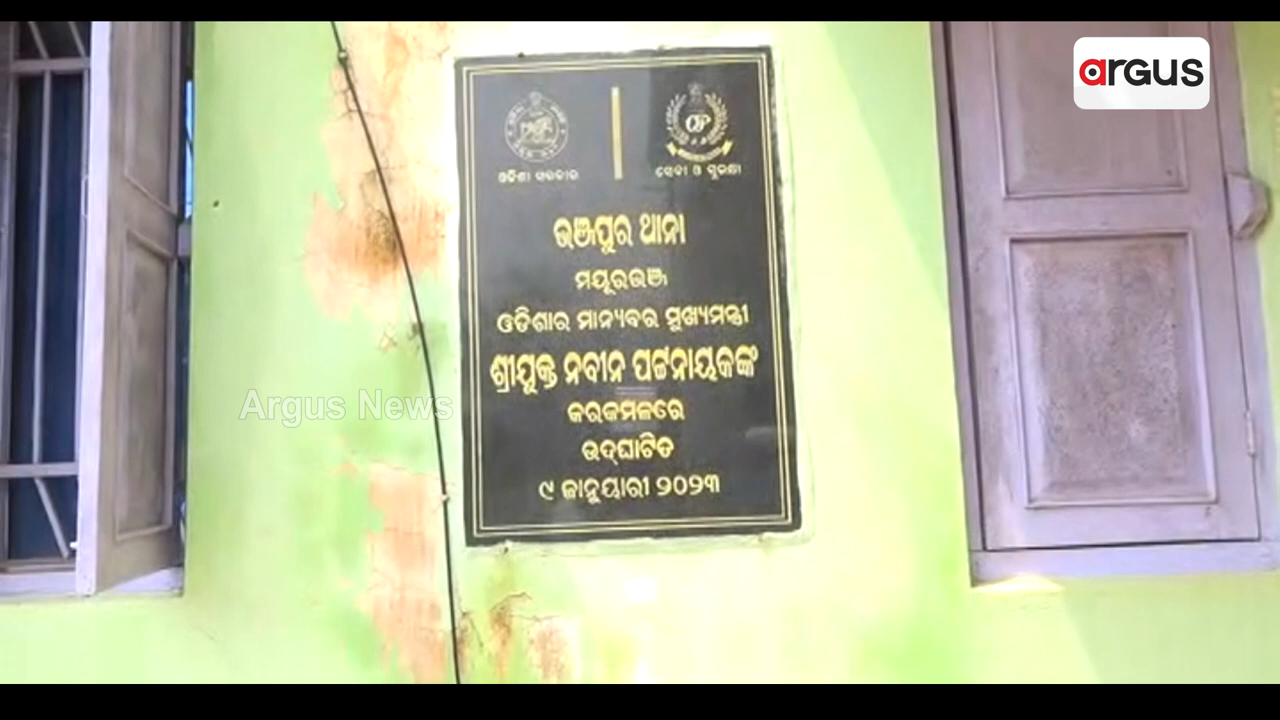 argus
ଓଡିଶା ସରକାର
ସେବା ଓ ସୁରକ୍ଷା
ଭଞ୍ଜପୁର ଥାନା
ମୟୂରଭଞ୍ଜ
ଓଡିଶାର ମାନ୍ୟବର ମୁଖ୍ୟମନ୍ତ୍ରୀ
ଶ୍ରୀଯୁକ୍ତ ନବୀନ ପଟ୍ଟନାୟକଙ୍କ
Argus News
କରକମଳରେ
ଉଦ୍‌ଘାଟିତ
୯ ଜାନୁୟାରୀ ୨୦୨୩